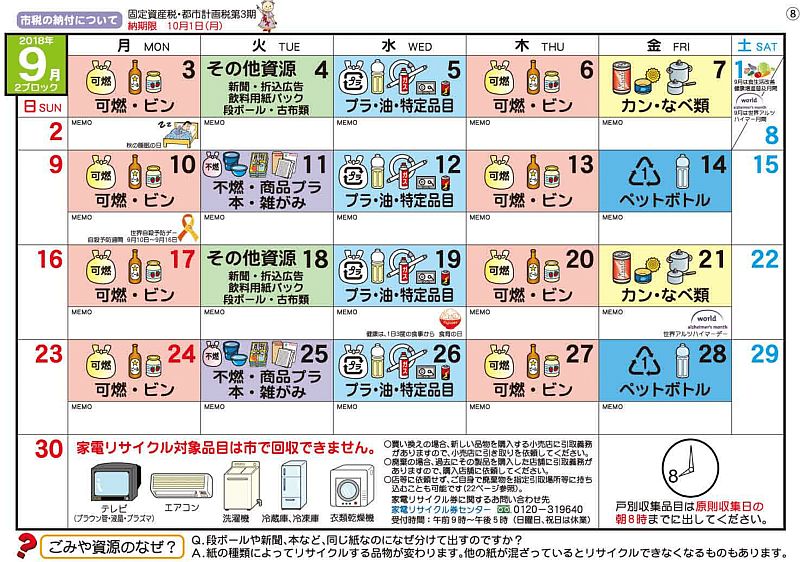 市税の納付について
固定資産税・都市計画税第3期
納期限 10月1日(月)
⑧
2018年
9月
2ブロック
月 MON
火 TUE
水 WED
木 THU
金 FRI
土 SAT
日 SUN
1
9月は食生活改善
健康増進普及月間
world
alzheimer's month
9月は世界アルツ
ハイマー月間
可燃
3
可燃・ビン
その他資源 4
新聞・折込広告
飲料用紙パック
段ボール・古布類
プラ
5
プラ・油・特定品目
可燃
6
可燃・ビン
7
カン・なべ類
2
MEMO
秋の睡眠の日
MEMO
MEMO
MEMO
MEMO
8
9
可燃
10
可燃・ビン
不燃
11
不燃・商品プラ
本・雑がみ
プラ
12
プラ・油・特定品目
可燃
13
可燃・ビン
1
14
ペットボトル
15
MEMO
世界自殺予防デー
自殺予防週間 9月10日〜9月16日
MEMO
MEMO
MEMO
MEMO
16
可燃
17
可燃・ビン
その他資源 18
新聞・折込広告
飲料用紙パック
段ボール・古布類
プラ
19
プラ・油・特定品目
可燃
20
可燃・ビン
21
カン・なべ類
22
MEMO
MEMO
MEMO
健康は、1日3度の食事から 食育の日
MEMO
MEMO
world
alzheimer's month
世界アルツハイマーデー
23
可燃
24
可燃・ビン
不燃
25
不燃・商品プラ
本・雑がみ
プラ
26
プラ・油・特定品目
可燃
27
可燃・ビン
1
28
ペットボトル
29
MEMO
MEMO
MEMO
MEMO
MEMO
30
家電リサイクル対象品目は市で回収できません。
テレビ
(ブラウン管・液晶・プラズマ)
エアコン
洗濯機
冷蔵庫、冷凍庫
衣類乾燥機
○買い換えの場合、新しい品物を購入する小売店に引取義務
がありますので、小売店に引き取りを依頼してください。
○廃棄の場合、過去にその製品を購入した店舗に引取義務が
ありますので、購入店舗に依頼してください。
○店等に依頼せず、ご自身で廃棄物を指定引取場所等に持ち
込むことも可能です(22ページ参照)。
家電リサイクル券に関するお問い合わせ先
家電リサイクル券センター 0120−319640
受付時間:午前9時〜午後5時(日曜日、祝日は休業)
8
戸別収集品目は原則収集日の
朝8時までに出してください。
?
ごみや資源のなぜ?
Q.段ボールや新聞、本など、同じ紙なのになぜ分けて出すのですか?
A.紙の種類によってリサイクルする品物が変わります。他の紙が混ざっているとリサイクルできなくなるものもあります。